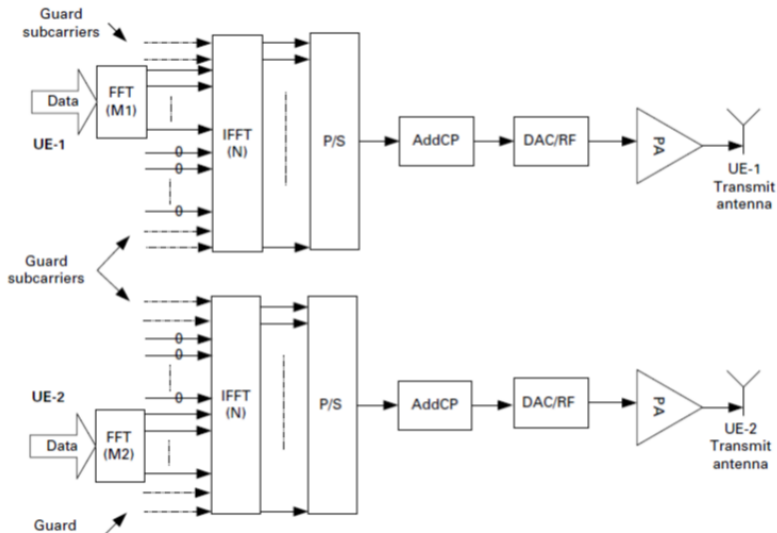 Guard
subcarriers
Data
FFT
(M1)
UE-1
0
0
0
IFFT
(N)
P/S
AddCP
DAC/RF
PA
UE-1
Transmit
antenna
Guard
subcarriers
0
0
0
UE-2
Data
FFT
(M2)
IFFT
(N)
P/S
AddCP
DAC/RF
PA
UE-2
Transmit
antenna
Guard